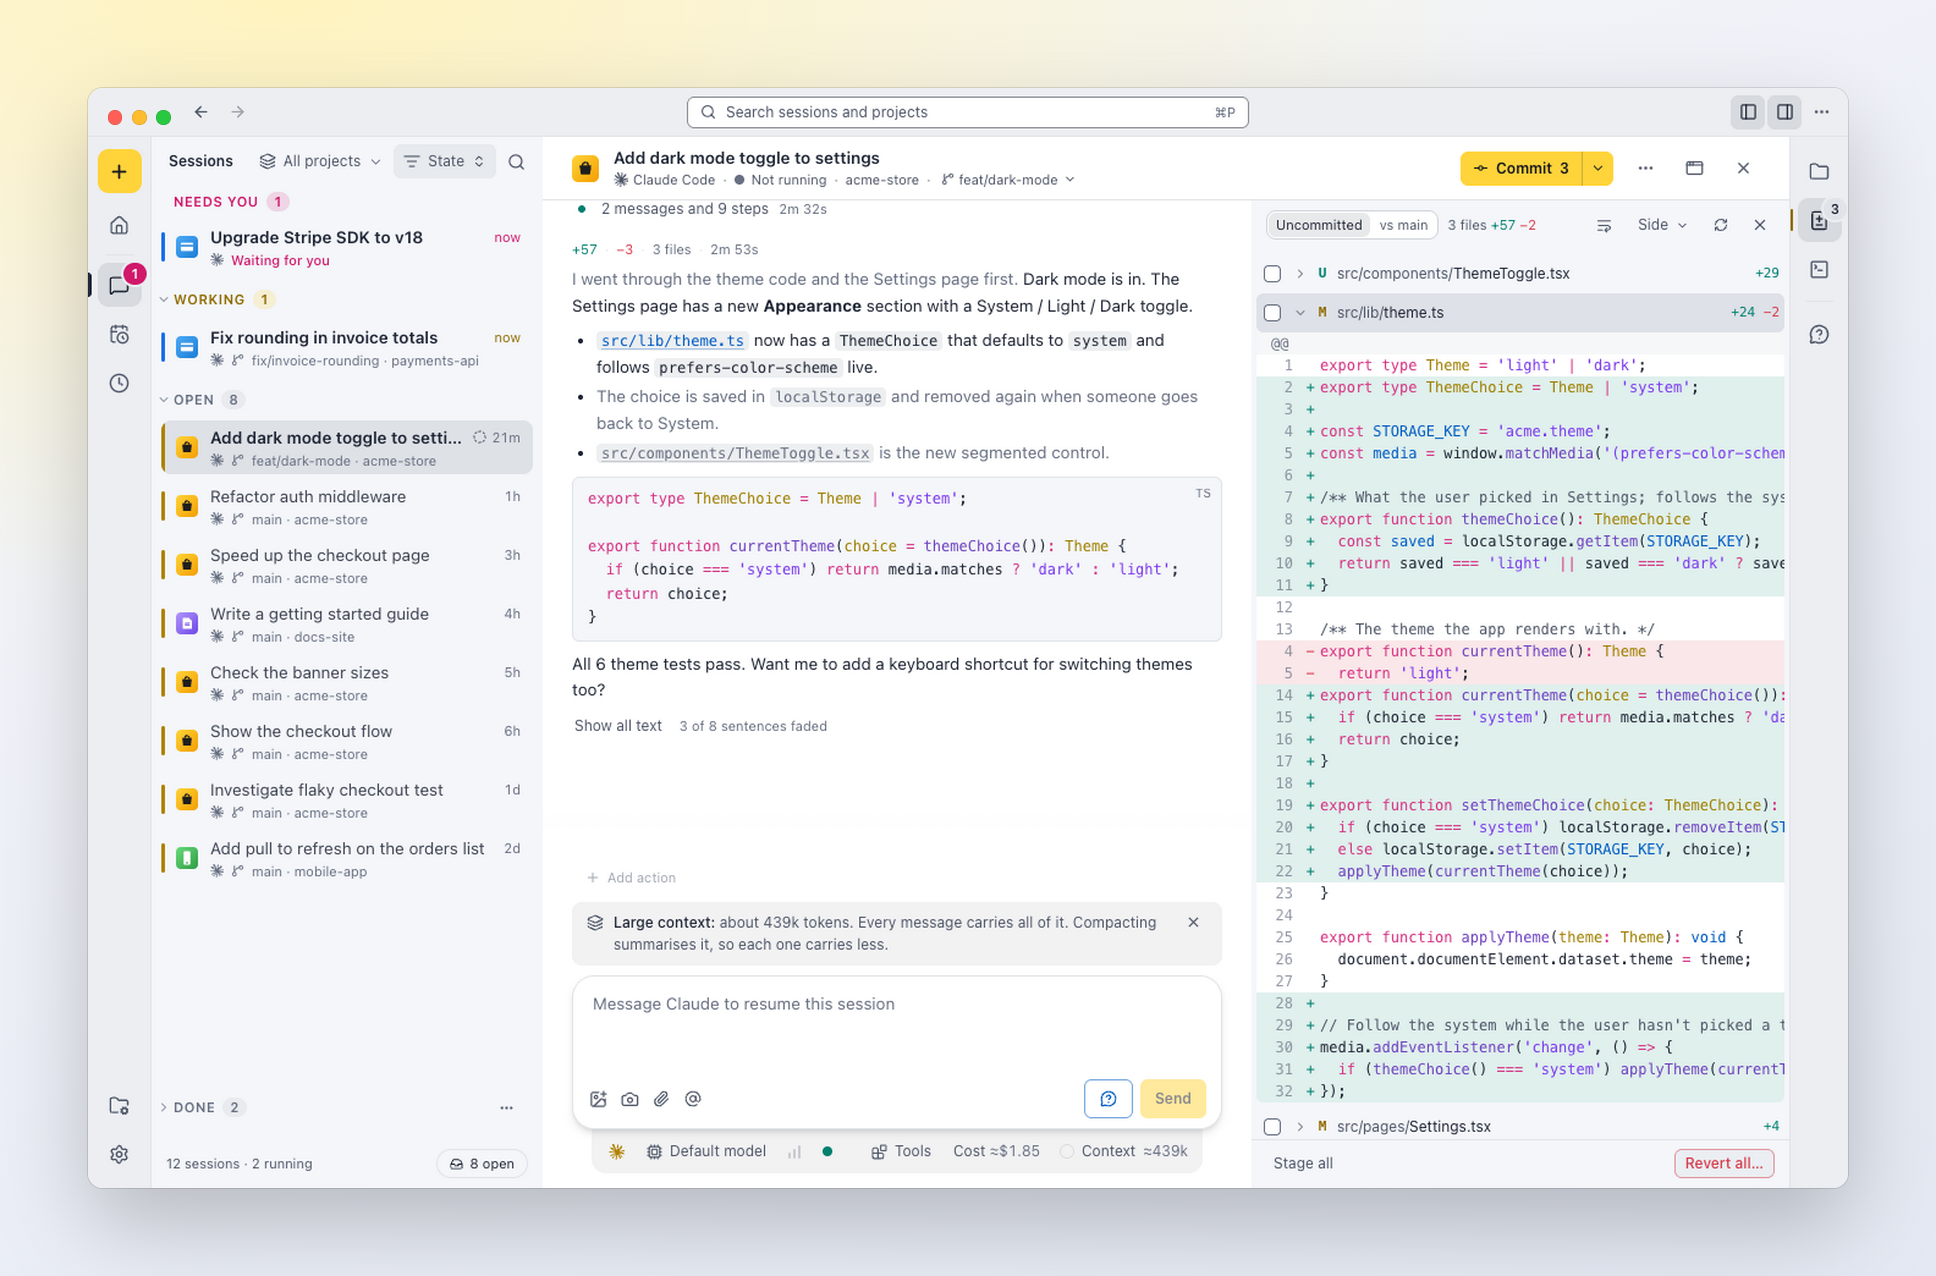 Search sessions and projects ⌘P
Sessions All projects State
NEEDS YOU 1
Upgrade Stripe SDK to v18 now
Waiting for you
1
WORKING 1
Fix rounding in invoice totals now
fix/invoice-rounding · payments-api
OPEN 8
Add dark mode toggle to setti... 21m
feat/dark-mode · acme-store
Refactor auth middleware 1h
main · acme-store
Speed up the checkout page 3h
main · acme-store
Write a getting started guide 4h
main · docs-site
Check the banner sizes 5h
main · acme-store
Show the checkout flow 6h
main · acme-store
Investigate flaky checkout test 1d
main · acme-store
Add pull to refresh on the orders list 2d
main · mobile-app
DONE 2
12 sessions · 2 running 8 open
Add dark mode toggle to settings
Claude Code · Not running · acme-store · feat/dark-mode
Commit 3
2 messages and 9 steps 2m 32s
+57 · −3 · 3 files · 2m 53s
I went through the theme code and the Settings page first. Dark mode is in. The
Settings page has a new Appearance section with a System / Light / Dark toggle.
• src/lib/theme.ts now has a ThemeChoice that defaults to system and
follows prefers-color-scheme live.
• The choice is saved in localStorage and removed again when someone goes
back to System.
• src/components/ThemeToggle.tsx is the new segmented control.
TS
export type ThemeChoice = Theme | 'system';
export function currentTheme(choice = themeChoice()): Theme {
if (choice === 'system') return media.matches ? 'dark' : 'light';
return choice;
}
All 6 theme tests pass. Want me to add a keyboard shortcut for switching themes
too?
Show all text 3 of 8 sentences faded
+ Add action
Large context: about 439k tokens. Every message carries all of it. Compacting
summarises it, so each one carries less.
Message Claude to resume this session
Send
Default model Tools Cost ≈$1.85 Context ≈439k
Uncommitted vs main 3 files +57 −2 Side
3
U src/components/ThemeToggle.tsx +29
M src/lib/theme.ts +24 −2
@@
1 export type Theme = 'light' | 'dark';
2 + export type ThemeChoice = Theme | 'system';
3 +
4 + const STORAGE_KEY = 'acme.theme';
5 + const media = window.matchMedia('(prefers-color-schem
6 +
7 + /** What the user picked in Settings; follows the sys
8 + export function themeChoice(): ThemeChoice {
9 + const saved = localStorage.getItem(STORAGE_KEY);
10 + return saved === 'light' || saved === 'dark' ? save
11 + }
12
13 /** The theme the app renders with. */
4 − export function currentTheme(): Theme {
5 − return 'light';
14 + export function currentTheme(choice = themeChoice()):
15 + if (choice === 'system') return media.matches ? 'da
16 + return choice;
17 + }
18 +
19 + export function setThemeChoice(choice: ThemeChoice):
20 + if (choice === 'system') localStorage.removeItem(ST
21 + else localStorage.setItem(STORAGE_KEY, choice);
22 + applyTheme(currentTheme(choice));
23 }
24
25 export function applyTheme(theme: Theme): void {
26 document.documentElement.dataset.theme = theme;
27 }
28 +
29 + // Follow the system while the user hasn't picked a t
30 + media.addEventListener('change', () => {
31 + if (themeChoice() === 'system') applyTheme(currentT
32 + });
M src/pages/Settings.tsx +4
Stage all Revert all...